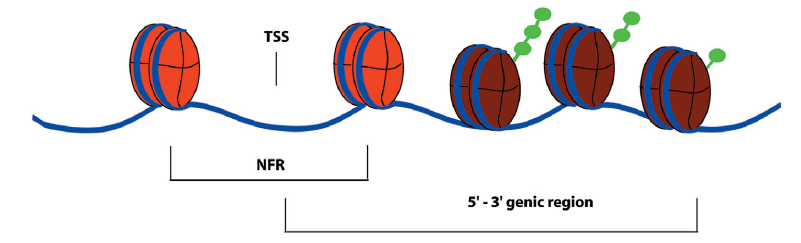 TSS
NFR
5' - 3' genic region